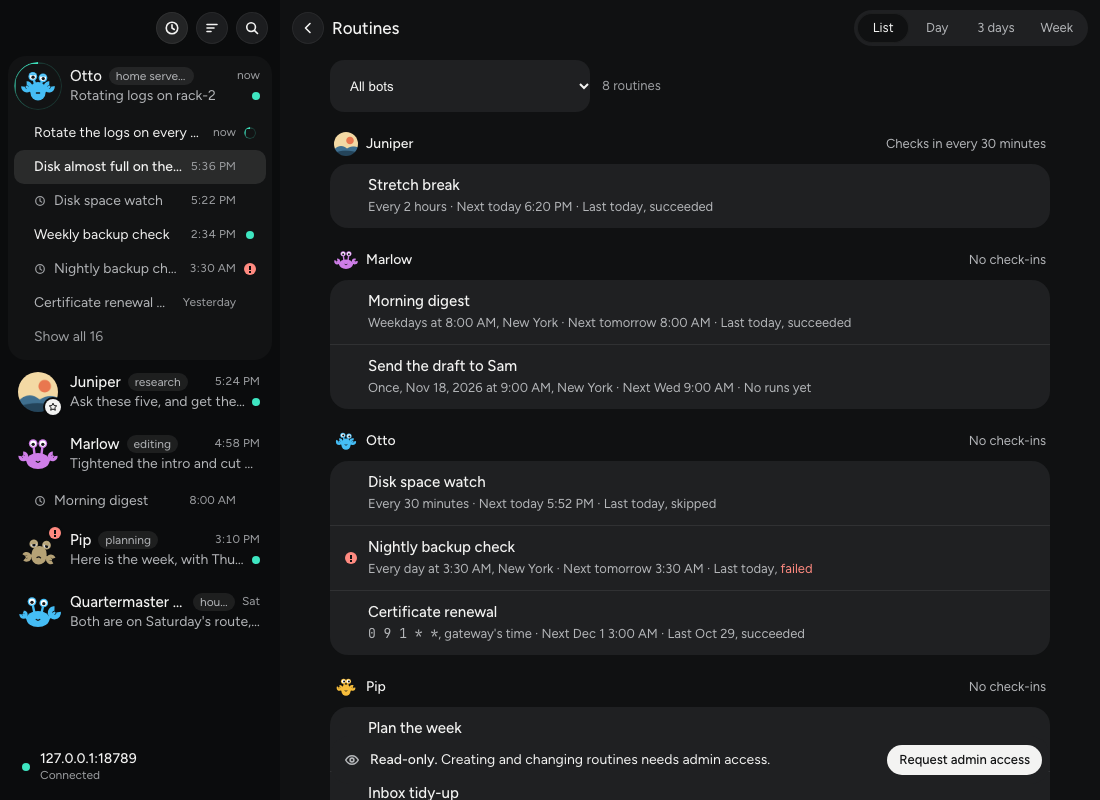 Routines
List
Day
3 days
Week
Otto
home serve...
now
Rotating logs on rack-2
Rotate the logs on every ...
now
Disk almost full on the...
5:36 PM
Disk space watch
5:22 PM
Weekly backup check
2:34 PM
Nightly backup ch...
3:30 AM
Certificate renewal ...
Yesterday
Show all 16
Juniper
research
5:24 PM
Ask these five, and get the...
Marlow
editing
4:58 PM
Tightened the intro and cut ...
Morning digest
8:00 AM
Pip
planning
3:10 PM
Here is the week, with Thu...
Quartermaster ...
hou...
Sat
Both are on Saturday's route,...
127.0.0.1:18789
Connected
All bots
8 routines
Juniper
Checks in every 30 minutes
Stretch break
Every 2 hours · Next today 6:20 PM · Last today, succeeded
Marlow
No check-ins
Morning digest
Weekdays at 8:00 AM, New York · Next tomorrow 8:00 AM · Last today, succeeded
Send the draft to Sam
Once, Nov 18, 2026 at 9:00 AM, New York · Next Wed 9:00 AM · No runs yet
Otto
No check-ins
Disk space watch
Every 30 minutes · Next today 5:52 PM · Last today, skipped
Nightly backup check
Every day at 3:30 AM, New York · Next tomorrow 3:30 AM · Last today, failed
Certificate renewal
0 9 1 * *, gateway's time · Next Dec 1 3:00 AM · Last Oct 29, succeeded
Pip
No check-ins
Plan the week
Read-only. Creating and changing routines needs admin access.
Request admin access
Inbox tidy-up